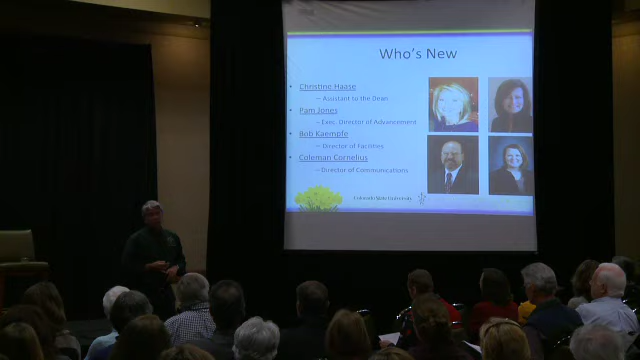 Who's New
• Christine Haase
– Assistant to the Dean
• Pam Jones
– Exec. Director of Advancement
• Bob Kaempfe
– Director of Facilities
• Coleman Cornelius
– Director of Communications
Colorado State University